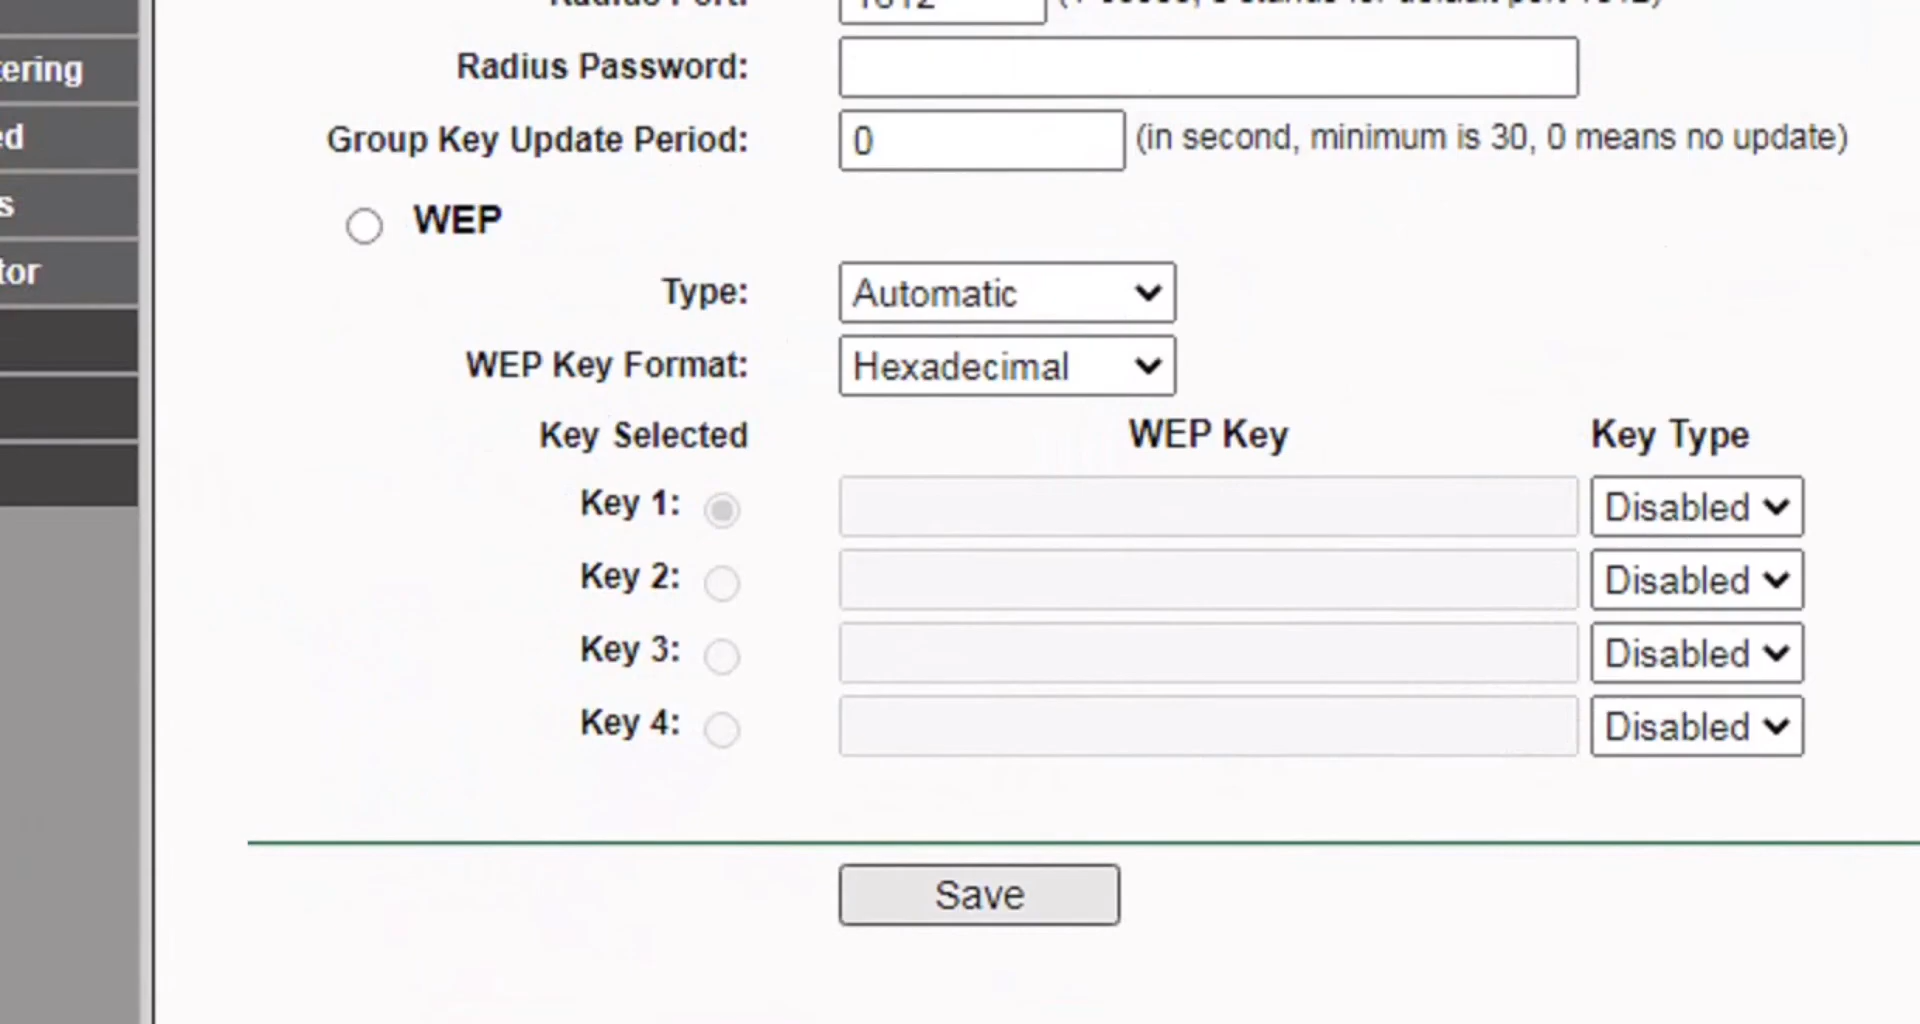 1812
Radius Password:
Group Key Update Period: 0 (in second, minimum is 30, 0 means no update)
WEP
Type: Automatic
WEP Key Format: Hexadecimal
Key Selected WEP Key Key Type
Key 1: Disabled
Key 2: Disabled
Key 3: Disabled
Key 4: Disabled
Save
tering
ed
s
tor